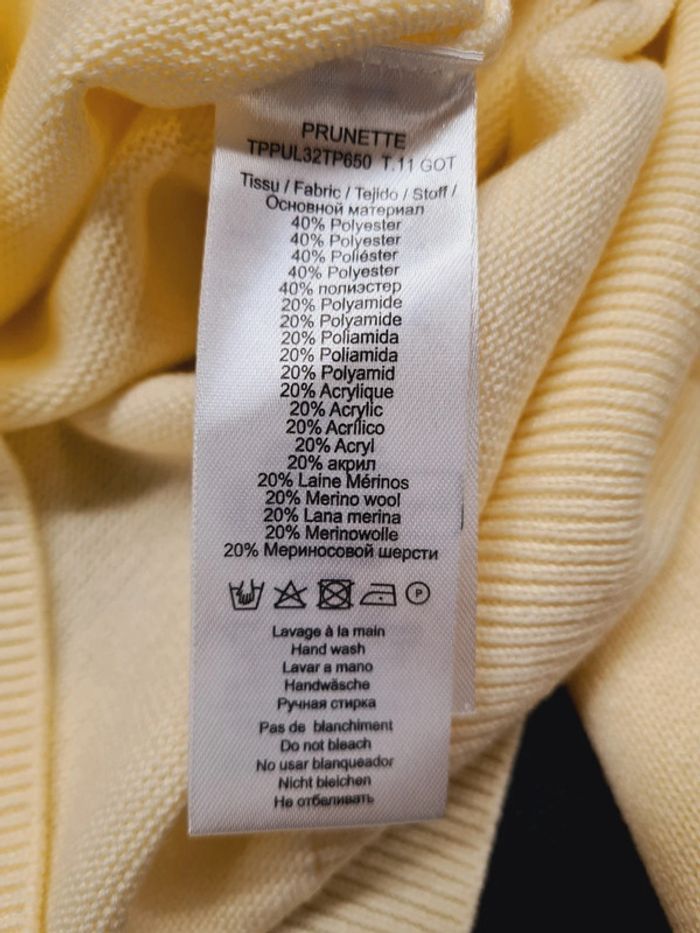 PRUNETTE
TPPUL32TP650 T.11 GOT
Tissu / Fabric / Tejido / Stoff /
Основной материал
40% Polyester
40% Polyester
40% Poliéster
40% Polyester
40% полиэстер
20% Polyamide
20% Polyamide
20% Poliamida
20% Poliamida
20% Polyamid
20% Acrylique
20% Acrylic
20% Acrílico
20% Acryl
20% акрил
20% Laine Mérinos
20% Merino wool
20% Lana merina
20% Merinowolle
20% Мериносовой шерсти
P
Lavage à la main
Hand wash
Lavar a mano
Handwäsche
Ручная стирка
Pas de blanchiment
Do not bleach
No usar blanqueador
Nicht bleichen
Не отбеливать